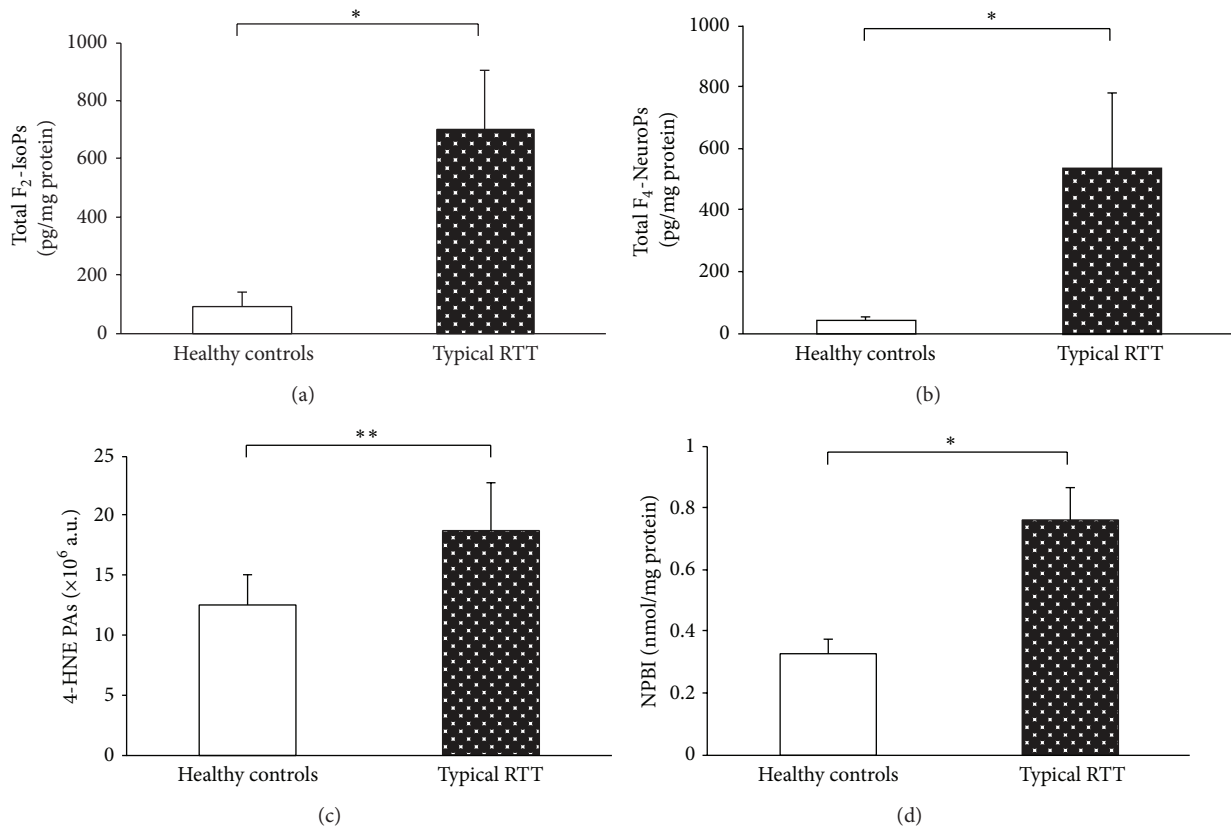 *
1000
800
600
400
200
0
Total F₂-IsoPs
(pg/mg protein)
Healthy controls
Typical RTT
(a)
*
1000
800
600
400
200
0
Total F₄-NeuroPs
(pg/mg protein)
Healthy controls
Typical RTT
(b)
**
25
20
15
10
5
0
4-HNE PAs (×10⁶ a.u.)
Healthy controls
Typical RTT
(c)
*
1
0.8
0.6
0.4
0.2
0
NPBI (nmol/mg protein)
Healthy controls
Typical RTT
(d)